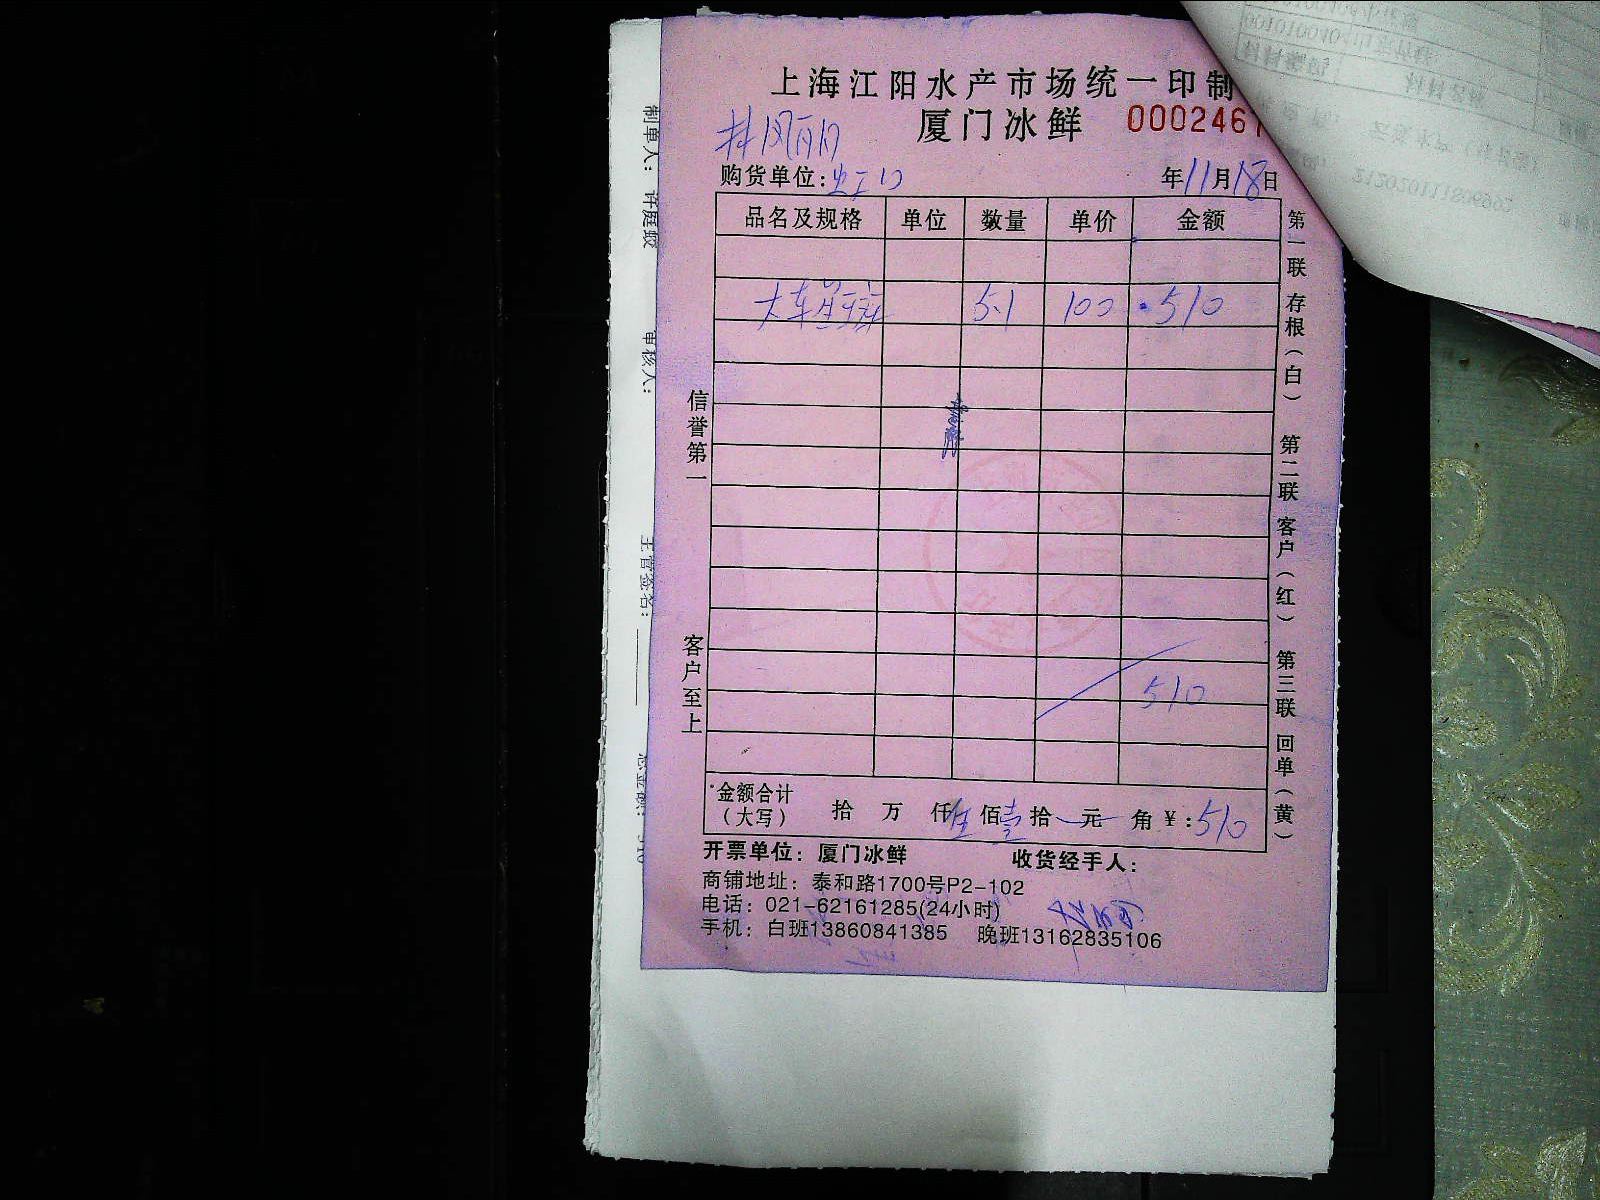 上海江阳水产市场统一印制
厦门冰鲜 000246
购货单位:虹口 年11月18日
品名及规格 单位 数量 单价 金额
5.1 100 510
510
金额合计(大写) 拾 万 仟伍佰壹拾 元 角 ¥:510
开票单位:厦门冰鲜 收货经手人:
商铺地址:泰和路1700号P2-102
电话:021-62161285(24小时)
手机:白班13860841385 晚班13162835106
信誉第一
客户至上
第一联 存根(白) 第二联 客户(红) 第三联 回单(黄)
制单人: 许庭
审核人:
主管签名: